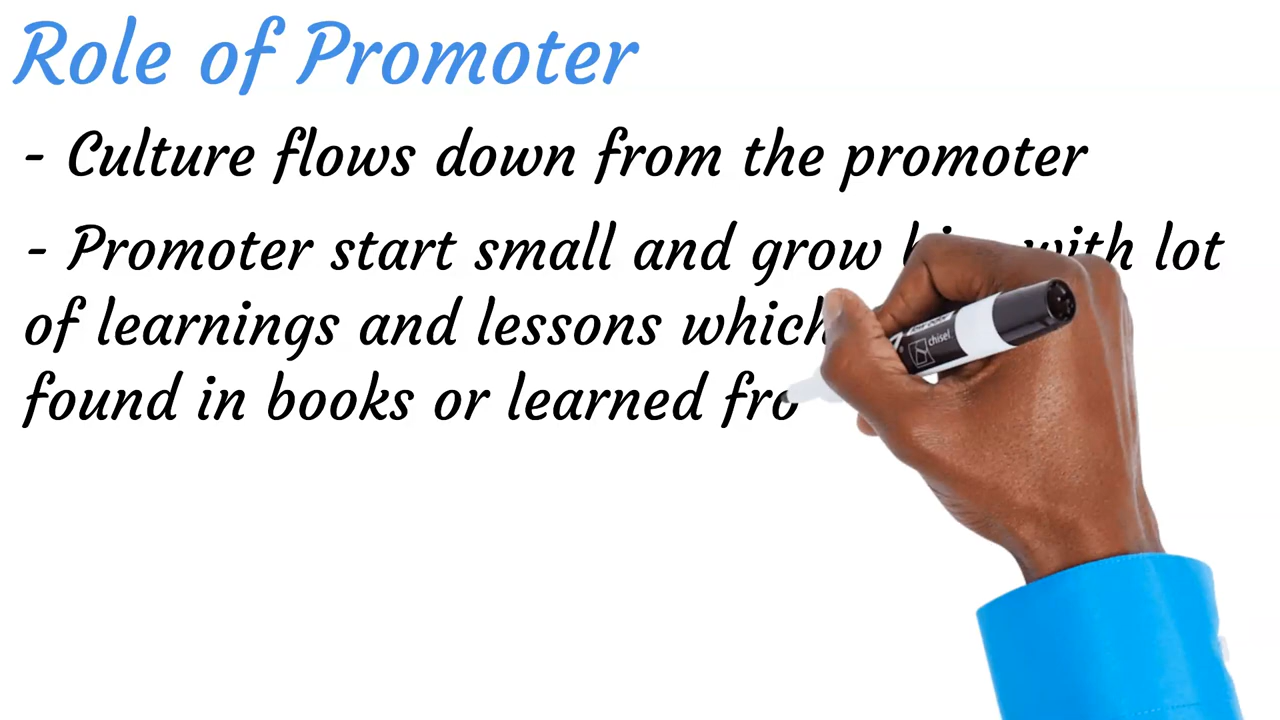 Role of Promoter
- Culture flows down from the promoter
- Promoter start small and grow with lot
of learnings and lessons which
found in books or learned fro
chisel